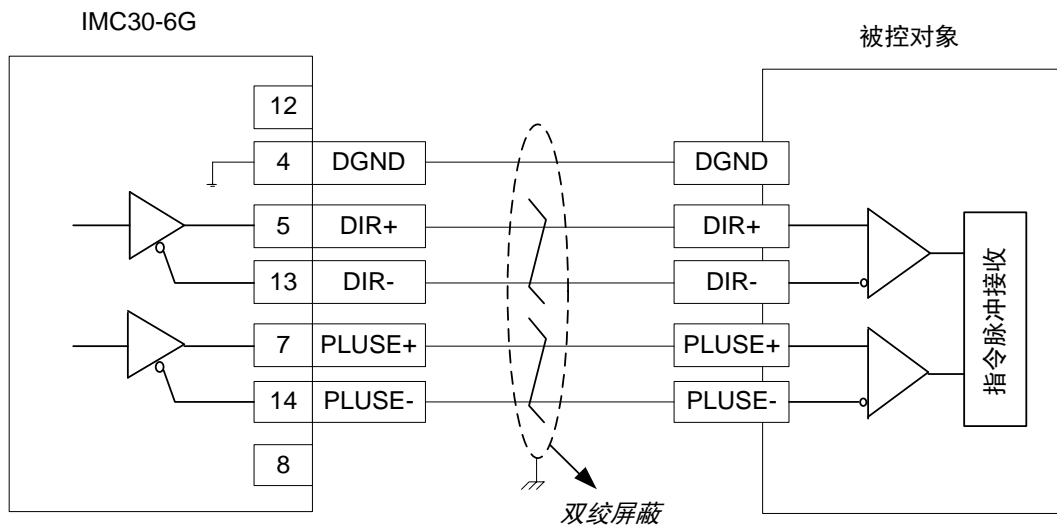 IMC30-6G
被控对象
12
4 DGND DGND
5 DIR+ DIR+
13 DIR- DIR-
7 PLUSE+ PLUSE+
14 PLUSE- PLUSE-
8
指令脉冲接收
双绞屏蔽